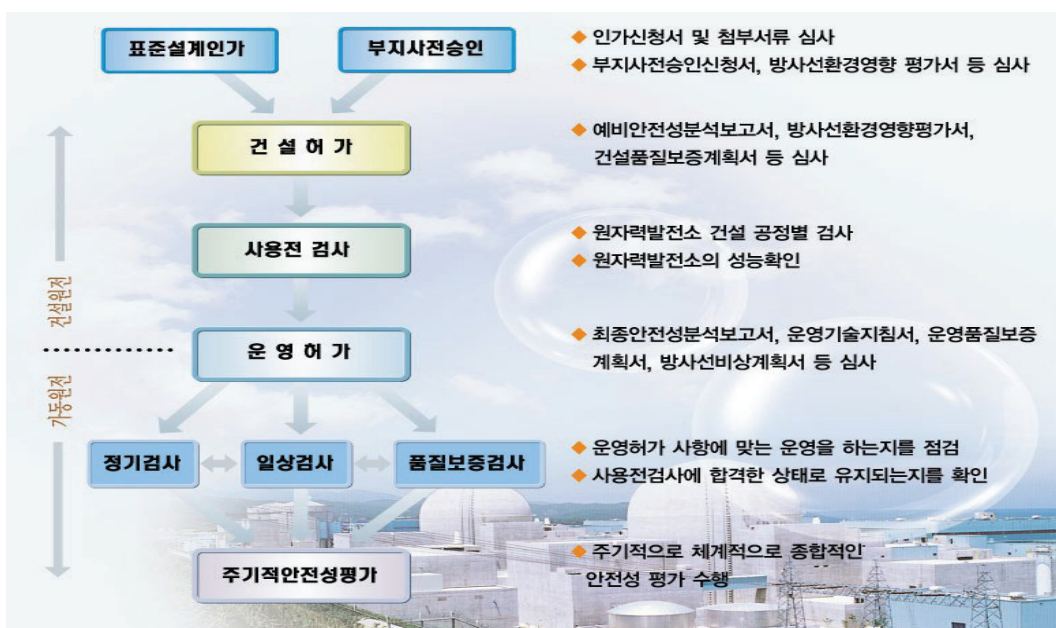 표준설계인가
부지사전승인
◆ 인가신청서 및 첨부서류 심사
◆ 부지사전승인신청서, 방사선환경영향 평가서 등 심사
건 설 허 가
◆ 예비안전성분석보고서, 방사선환경영향평가서,
건설품질보증계획서 등 심사
사용전 검사
◆ 원자력발전소 건설 공정별 검사
◆ 원자력발전소의 성능확인
건설원전
운 영 허 가
◆ 최종안전성분석보고서, 운영기술지침서, 운영품질보증
계획서, 방사선비상계획서 등 심사
가동원전
정기검사
일상검사
품질보증검사
◆ 운영허가 사항에 맞는 운영을 하는지를 점검
◆ 사용전검사에 합격한 상태로 유지되는지를 확인
주기적안전성평가
◆ 주기적으로 체계적으로 종합적인
안전성 평가 수행